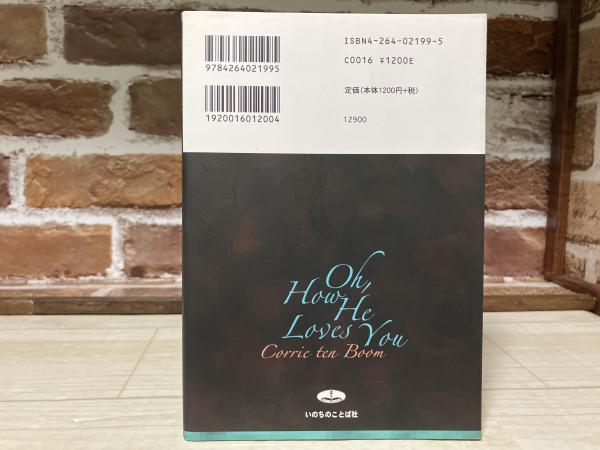 ISBN4-264-02199-5
9784264021995
C0016 ¥1200E
定価(本体1200円+税)
1920016012004
12900
Oh,
How He
Loves You
Corrie ten Boom
いのちのことば社